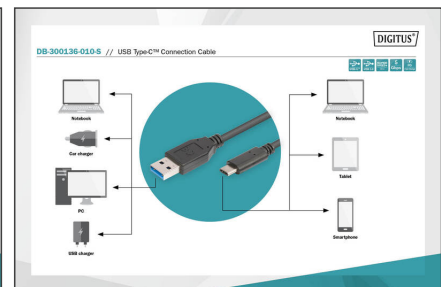 DIGITUS®
DB-300136-010-S // USB Type-C™ Connection Cable
Notebook
Car charger
PC
USB charger
Notebook
Tablet
Smartphone